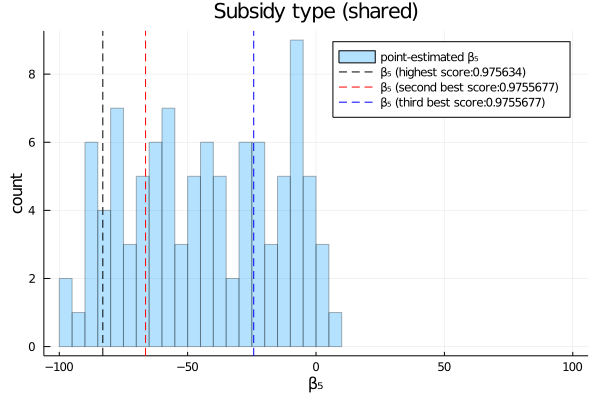 Subsidy type (shared)
point-estimated β₅
β₅ (highest score:0.975634)
β₅ (second best score:0.9755677)
β₅ (third best score:0.9755677)
count
8
6
4
2
0
−100
−50
0
50
100
β₅